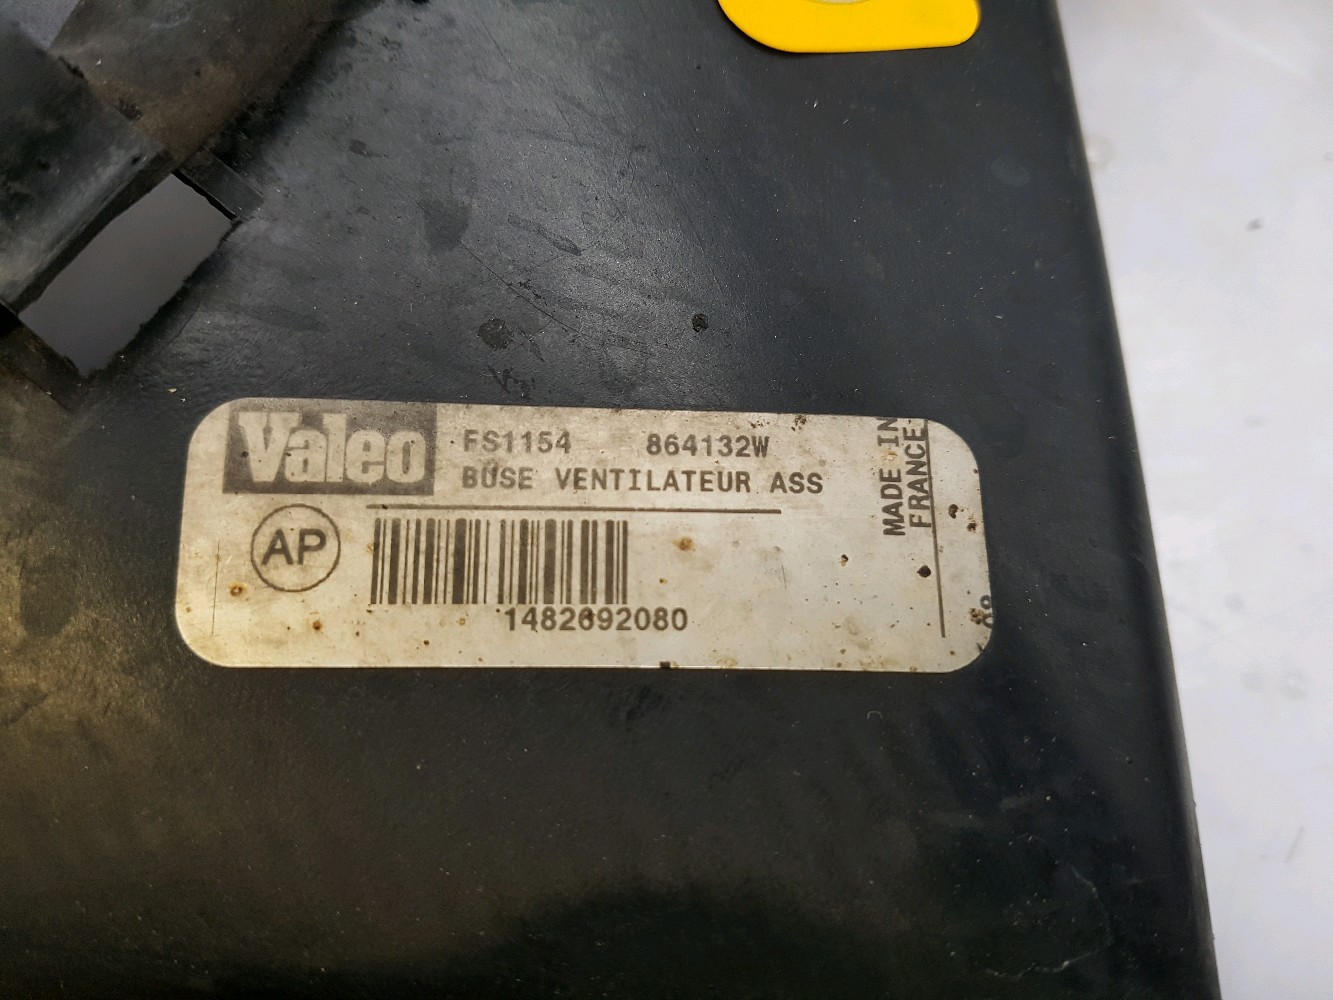 Valeo FS1154 864132W
BUSE VENTILATEUR ASS
AP
1482692080
MADE IN
FRANCE